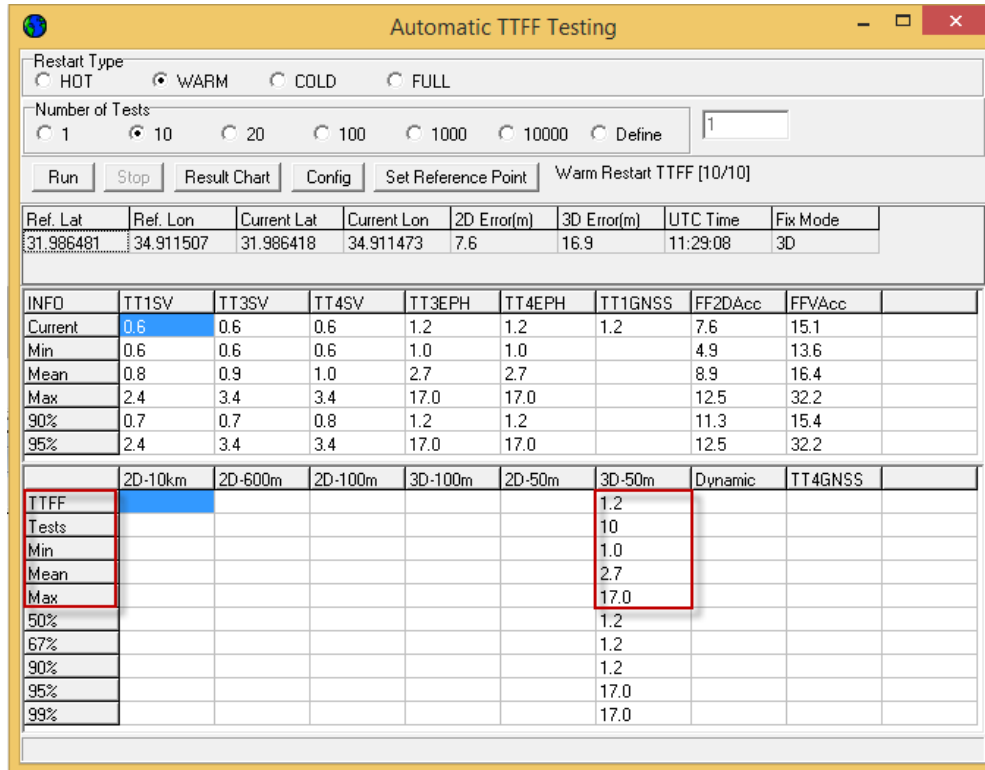 Automatic TTFF Testing
Restart Type
HOT WARM COLD FULL
Number of Tests
1 10 20 100 1000 10000 Define 1
Run Stop Result Chart Config Set Reference Point Warm Restart TTFF [10/10]
Ref. Lat Ref. Lon Current Lat Current Lon 2D Error(m) 3D Error(m) UTC Time Fix Mode
31.986481 34.911507 31.986418 34.911473 7.6 16.9 11:29:08 3D
INFO TT1SV TT3SV TT4SV TT3EPH TT4EPH TT1GNSS FF2DAcc FFVAcc
Current 0.6 0.6 0.6 1.2 1.2 1.2 7.6 15.1
Min 0.6 0.6 0.6 1.0 1.0 4.9 13.6
Mean 0.8 0.9 1.0 2.7 2.7 8.9 16.4
Max 2.4 3.4 3.4 17.0 17.0 12.5 32.2
90% 0.7 0.7 0.8 1.2 1.2 11.3 15.4
95% 2.4 3.4 3.4 17.0 17.0 12.5 32.2
2D-10km 2D-600m 2D-100m 3D-100m 2D-50m 3D-50m Dynamic TT4GNSS
TTFF 1.2
Tests 10
Min 1.0
Mean 2.7
Max 17.0
50% 1.2
67% 1.2
90% 1.2
95% 17.0
99% 17.0